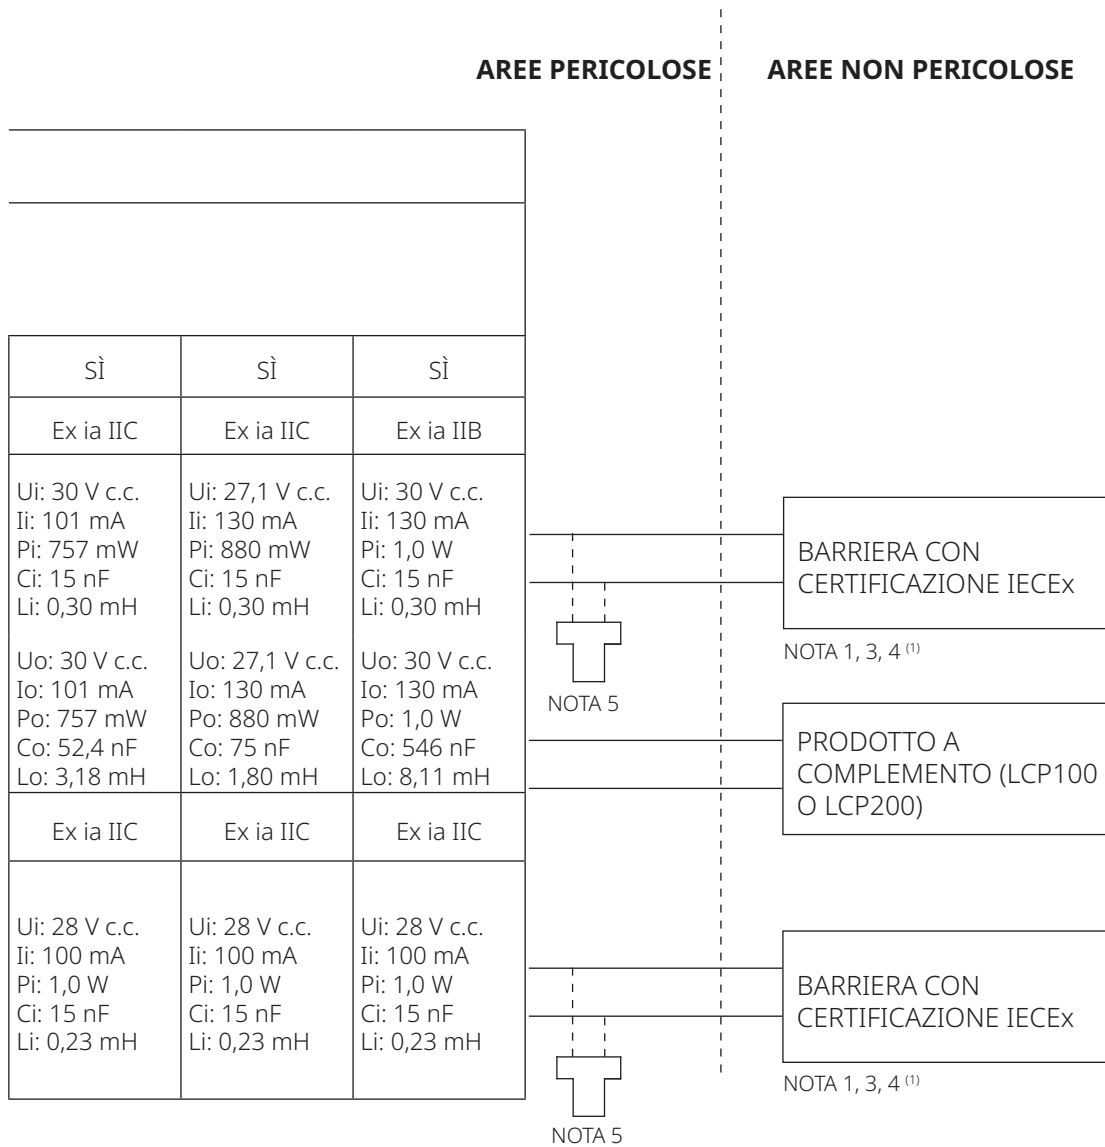 AREE PERICOLOSE
AREE NON PERICOLOSE
SÌ
SÌ
SÌ
Ex ia IIC
Ex ia IIC
Ex ia IIB
Ui: 30 V c.c.
Ii: 101 mA
Pi: 757 mW
Ci: 15 nF
Li: 0,30 mH
Ui: 27,1 V c.c.
Ii: 130 mA
Pi: 880 mW
Ci: 15 nF
Li: 0,30 mH
Ui: 30 V c.c.
Ii: 130 mA
Pi: 1,0 W
Ci: 15 nF
Li: 0,30 mH
BARRIERA CON
CERTIFICAZIONE IECEx
NOTA 1, 3, 4 (1)
NOTA 5
Uo: 30 V c.c.
Io: 101 mA
Po: 757 mW
Co: 52,4 nF
Lo: 3,18 mH
Uo: 27,1 V c.c.
Io: 130 mA
Po: 880 mW
Co: 75 nF
Lo: 1,80 mH
Uo: 30 V c.c.
Io: 130 mA
Po: 1,0 W
Co: 546 nF
Lo: 8,11 mH
PRODOTTO A
COMPLEMENTO (LCP100
O LCP200)
Ex ia IIC
Ex ia IIC
Ex ia IIC
Ui: 28 V c.c.
Ii: 100 mA
Pi: 1,0 W
Ci: 15 nF
Li: 0,23 mH
Ui: 28 V c.c.
Ii: 100 mA
Pi: 1,0 W
Ci: 15 nF
Li: 0,23 mH
Ui: 28 V c.c.
Ii: 100 mA
Pi: 1,0 W
Ci: 15 nF
Li: 0,23 mH
BARRIERA CON
CERTIFICAZIONE IECEx
NOTA 1, 3, 4 (1)
NOTA 5